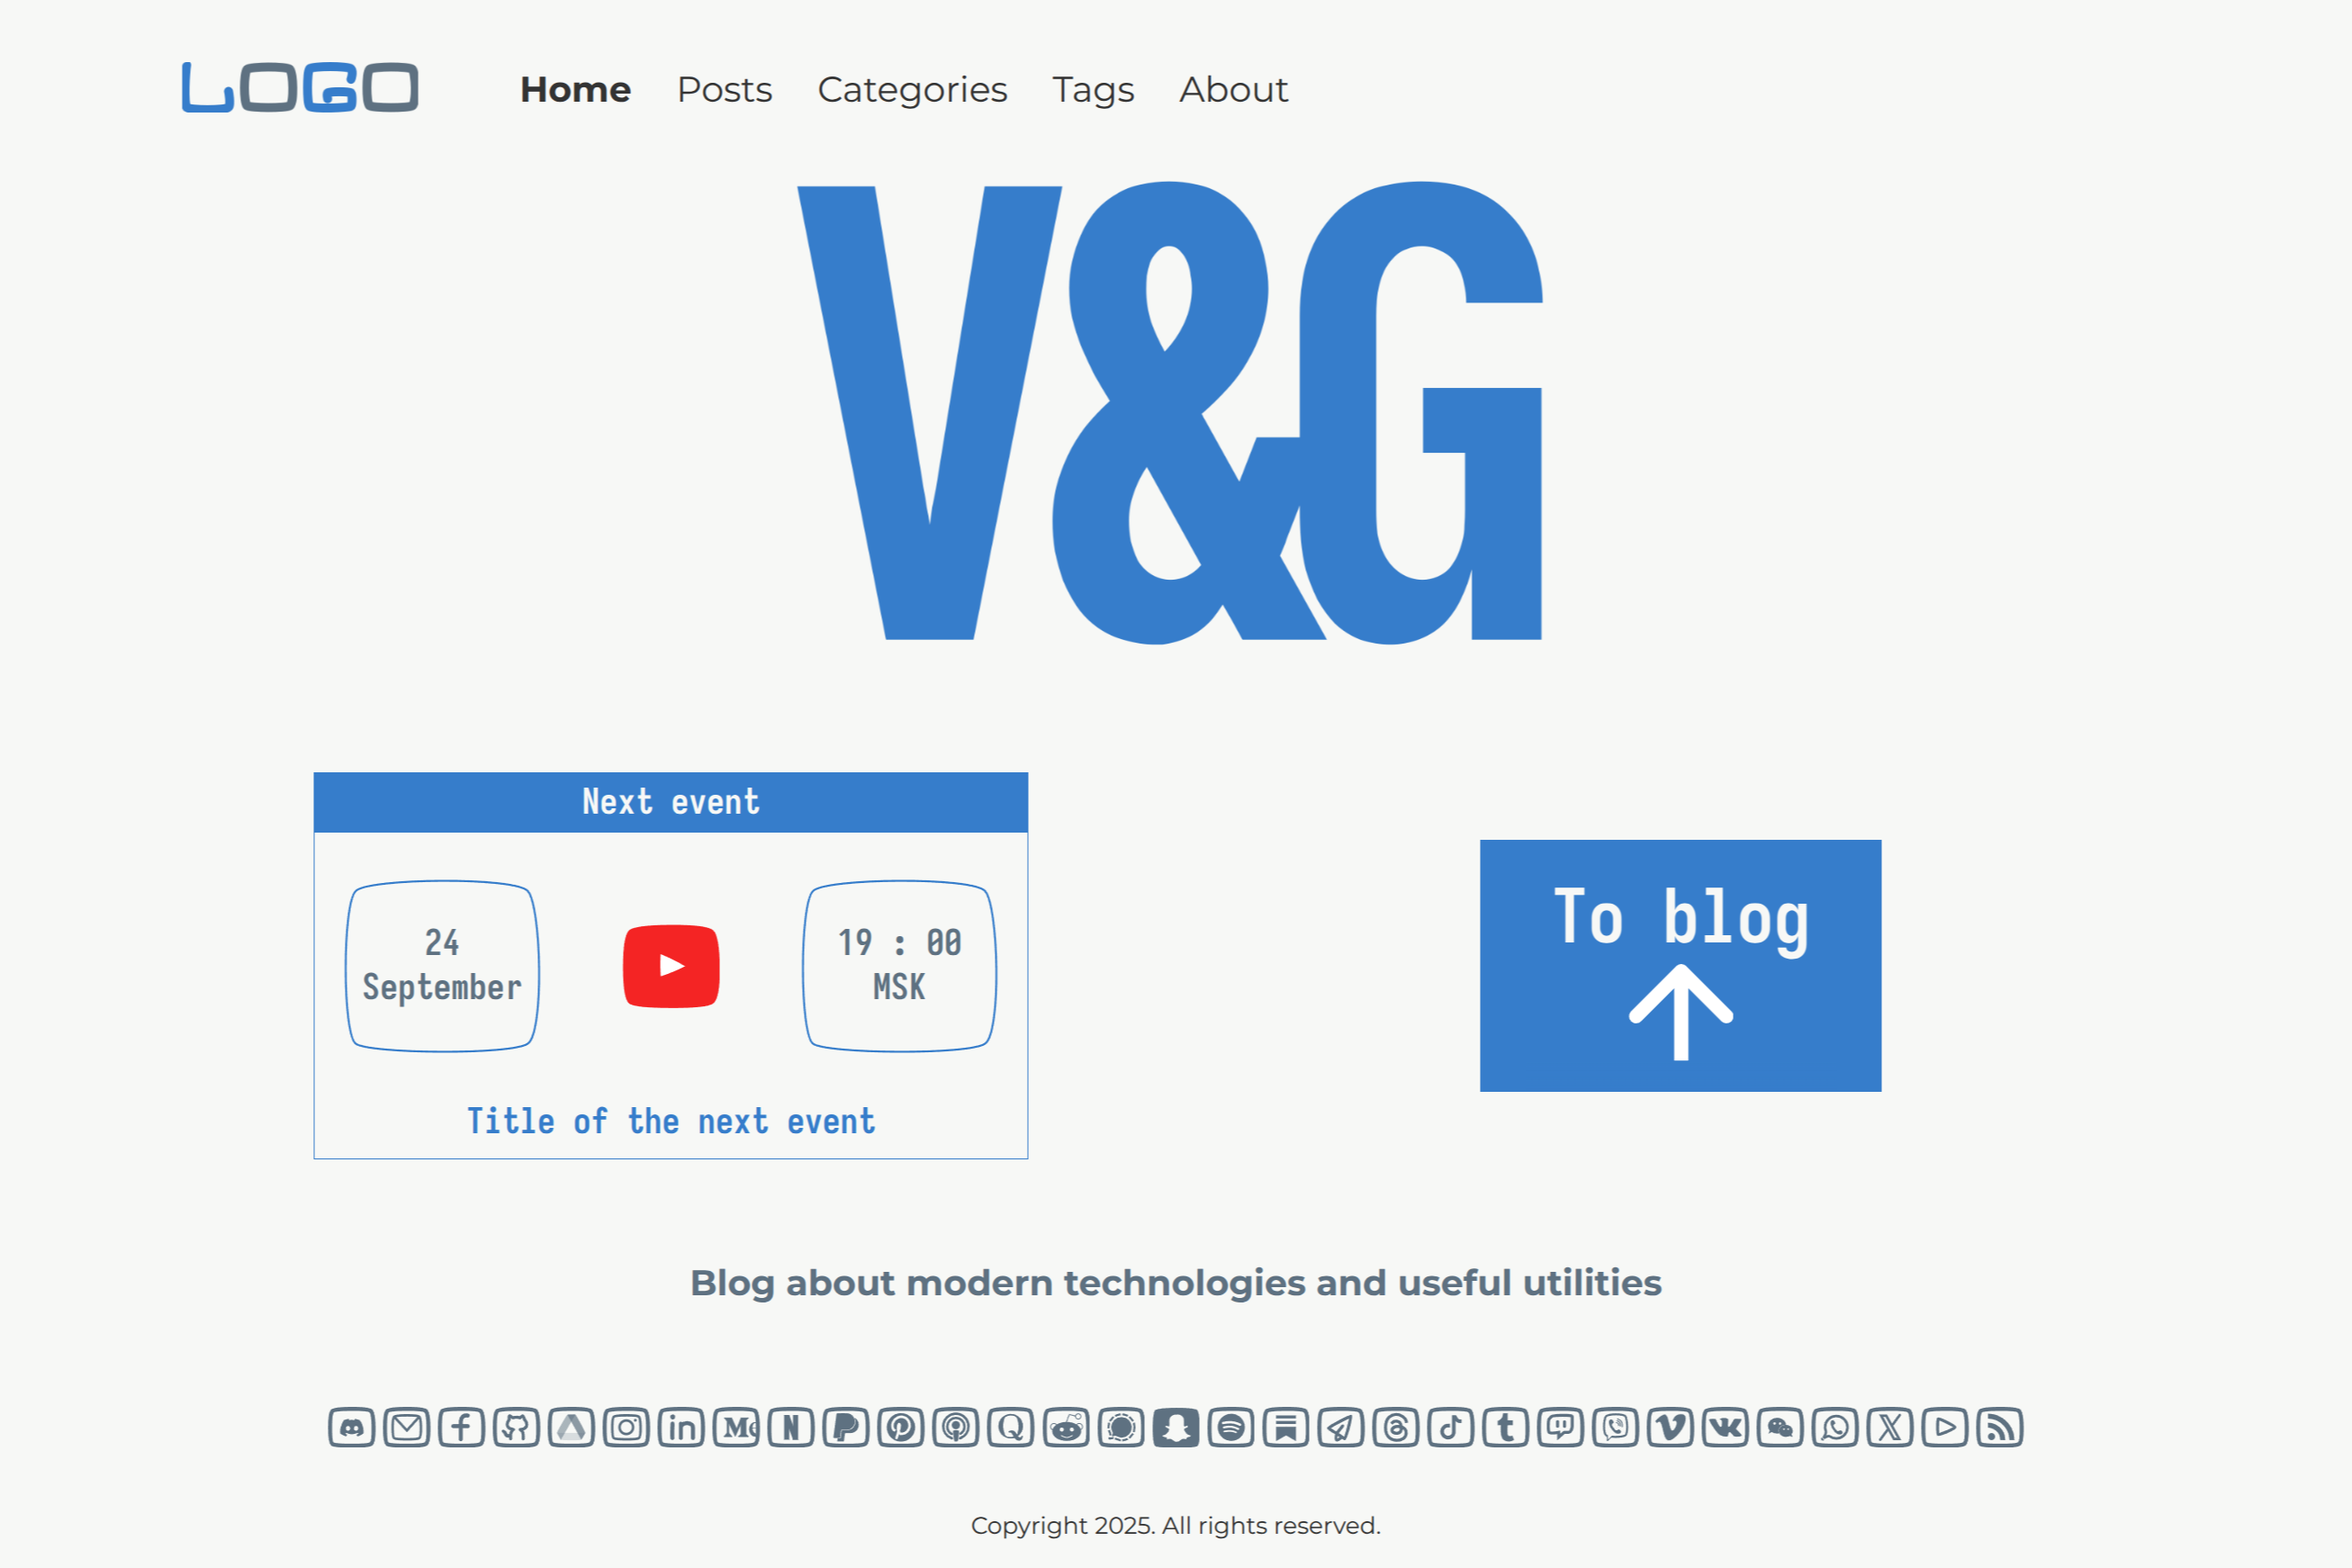 LOGO
Home Posts Categories Tags About
V&G
Next event
24
September
19 : 00
MSK
Title of the next event
To blog
Blog about modern technologies and useful utilities
Copyright 2025. All rights reserved.